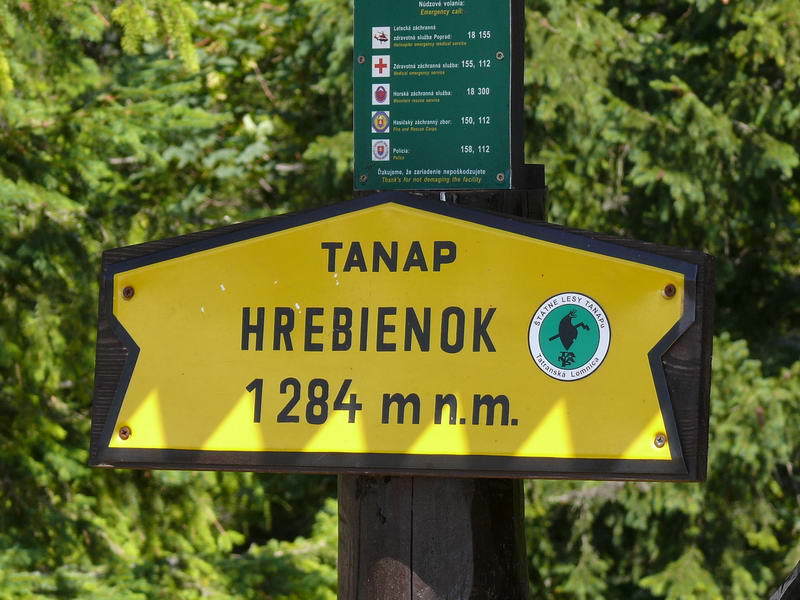 Núdzové volania:
Emergency call:
Letecká záchranná
zdravotná služba Poprad: 18 155
Helicopter emergency medical service
Zdravotná záchranná služba: 155, 112
Medical emergency service
Horská záchranná služba: 18 300
Mountain rescue service
Hasičský záchranný zbor: 150, 112
Fire and Rescue Corps
Polícia: 158, 112
Police
Ďakujeme, že zariadenie nepoškodzujete
Thank's for not damaging the facility
TANAP
HREBIENOK
1284 m n.m.
ŠTÁTNE LESY TANAPu
Tatranská Lomnica